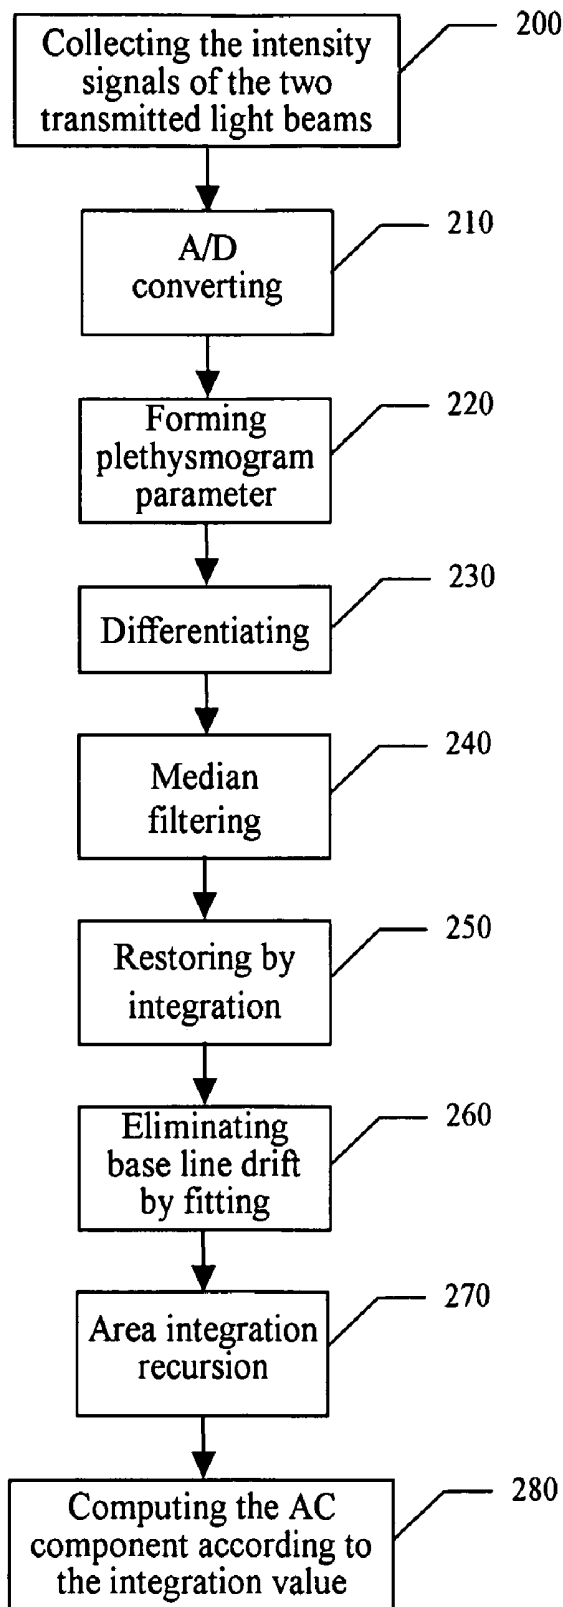 Collecting the intensity
signals of the two
transmitted light beams
200
A/D
converting
210
Forming
plethysmogram
parameter
220
Differentiating
230
Median
filtering
240
Restoring by
integration
250
Eliminating
base line drift
by fitting
260
Area integration
recursion
270
Computing the AC
component according to
the integration value
280